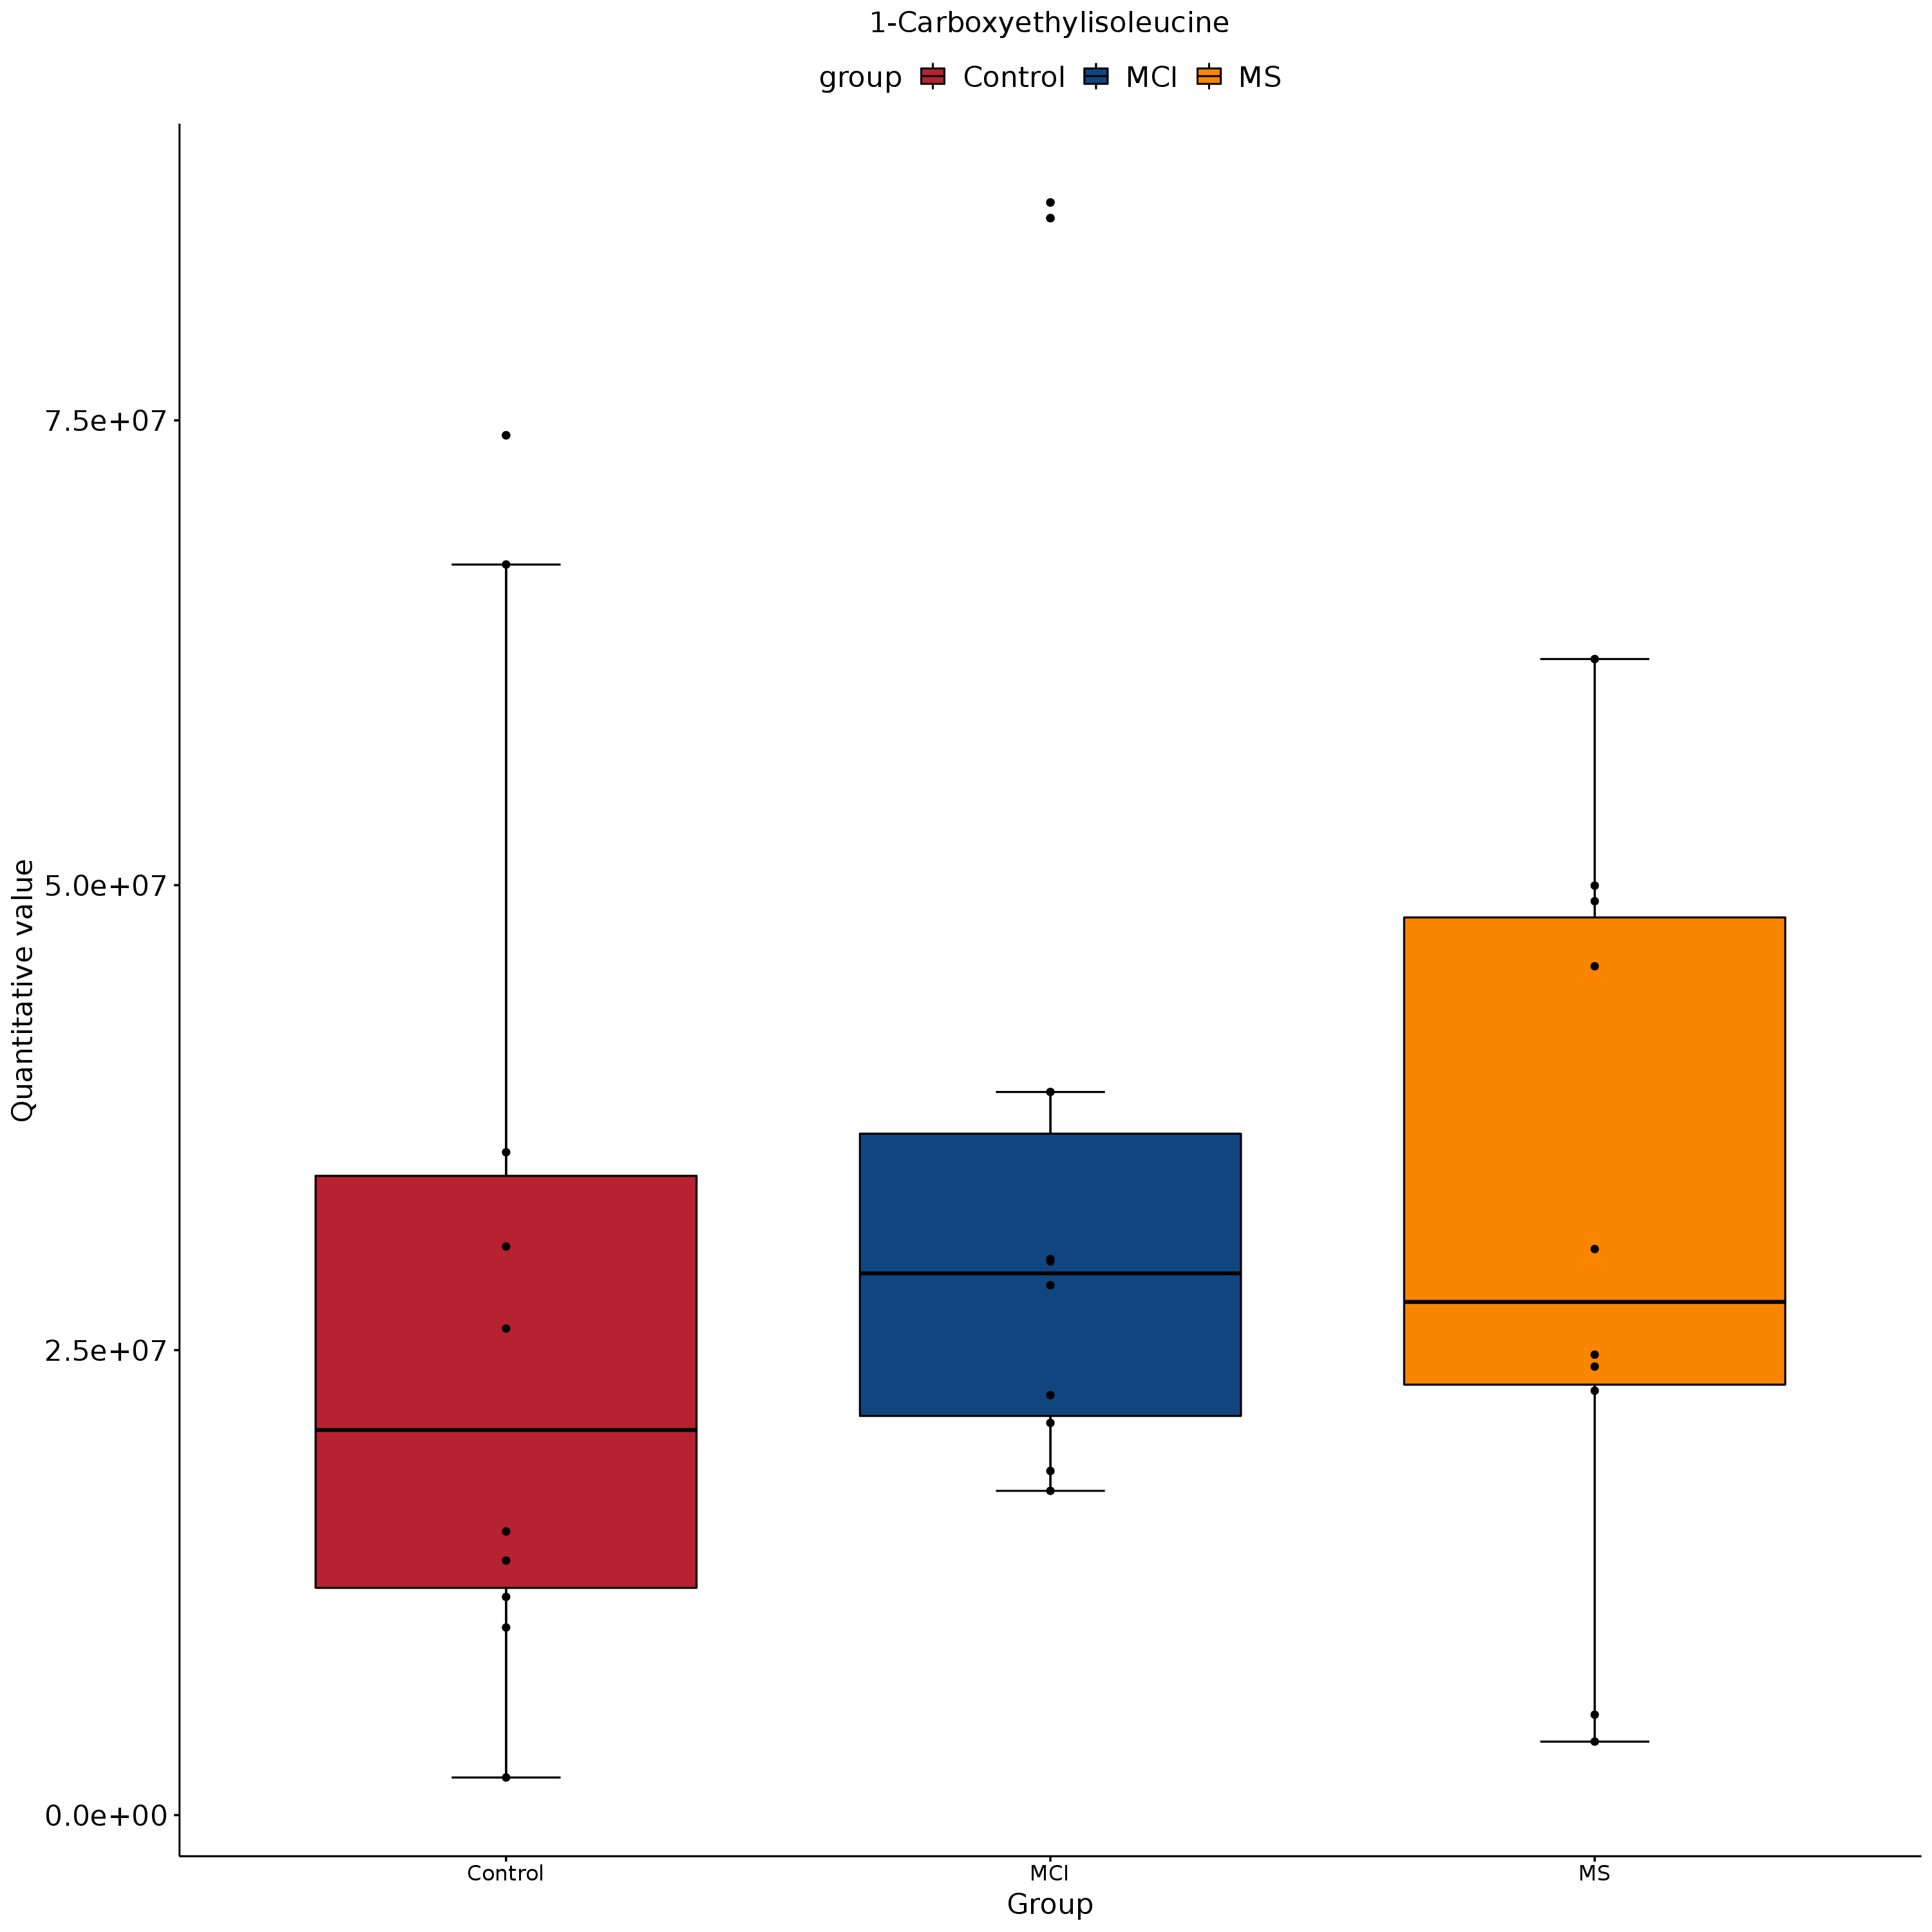 1-Carboxyethylisoleucine
group Control MCI MS
Quantitative value
7.5e+07
5.0e+07
2.5e+07
0.0e+00
Control MCI MS
Group